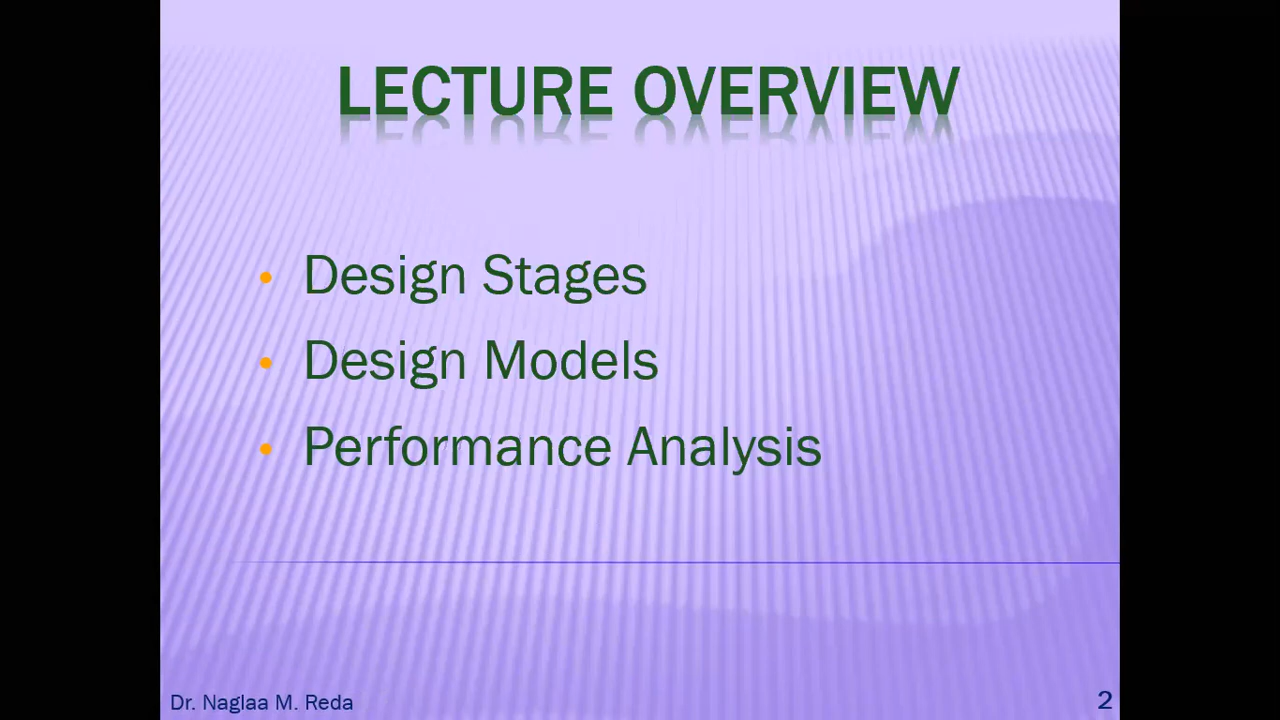 LECTURE OVERVIEW
• Design Stages
• Design Models
• Performance Analysis
Dr. Naglaa M. Reda
2